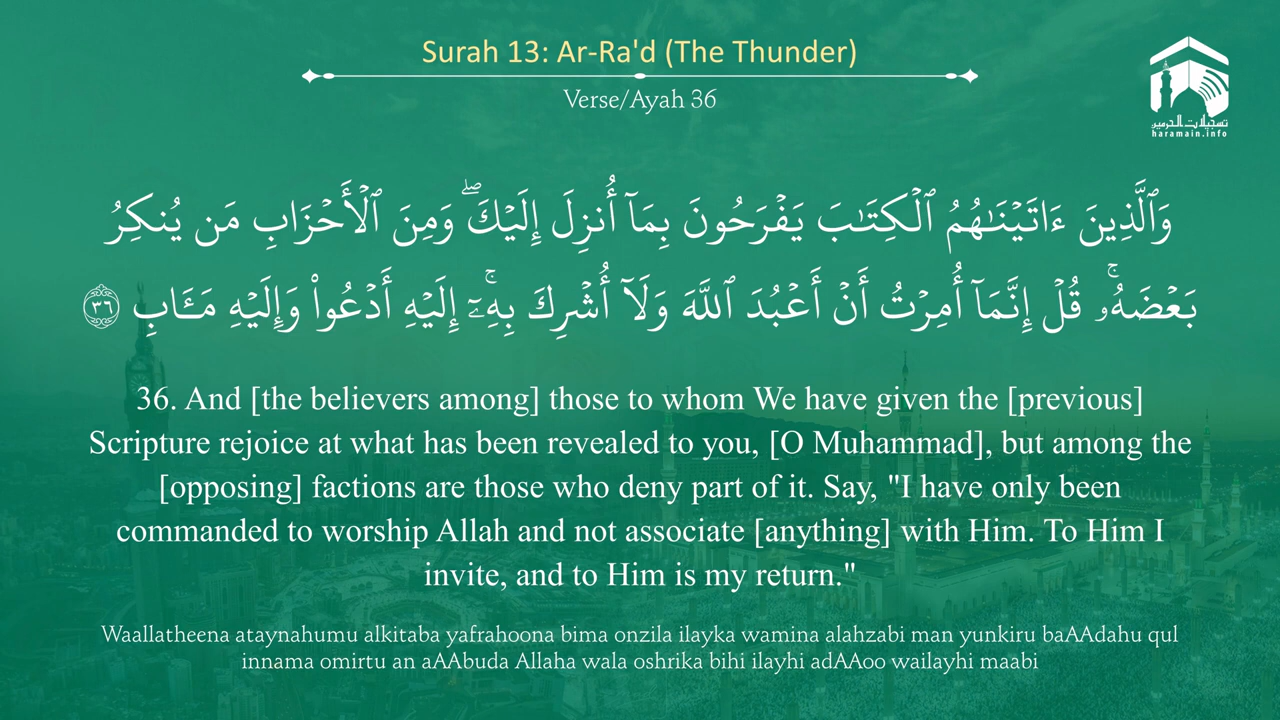 Surah 13: Ar-Ra'd (The Thunder)
Verse/Ayah 36
تسجيلات الحرمين
haramain.info
وَٱلَّذِينَ ءَاتَيْنَـٰهُمُ ٱلْكِتَـٰبَ يَفْرَحُونَ بِمَآ أُنزِلَ إِلَيْكَ ۖ وَمِنَ ٱلْأَحْزَابِ مَن يُنكِرُ
بَعْضَهُۥ ۚ قُلْ إِنَّمَآ أُمِرْتُ أَنْ أَعْبُدَ ٱللَّهَ وَلَآ أُشْرِكَ بِهِۦٓ ۚ إِلَيْهِ أَدْعُوا۟ وَإِلَيْهِ مَـَٔابِ ٣٦
36. And [the believers among] those to whom We have given the [previous]
Scripture rejoice at what has been revealed to you, [O Muhammad], but among the
[opposing] factions are those who deny part of it. Say, "I have only been
commanded to worship Allah and not associate [anything] with Him. To Him I
invite, and to Him is my return."
Waallatheena ataynahumu alkitaba yafrahoona bima onzila ilayka wamina alahzabi man yunkiru baAAdahu qul
innama omirtu an aAAbuda Allaha wala oshrika bihi ilayhi adAAoo wailayhi maabi